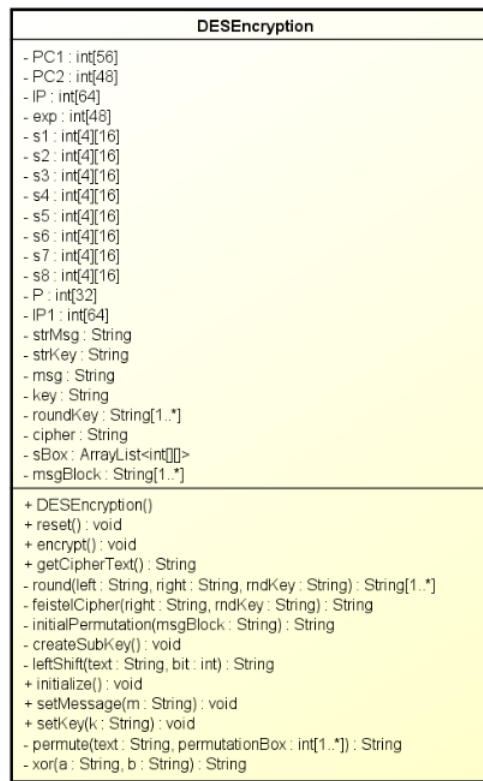 DESEncryption
- PC1 : int[56]
- PC2 : int[48]
- IP : int[64]
- exp : int[48]
- s1 : int[4][16]
- s2 : int[4][16]
- s3 : int[4][16]
- s4 : int[4][16]
- s5 : int[4][16]
- s6 : int[4][16]
- s7 : int[4][16]
- s8 : int[4][16]
- P : int[32]
- IP1 : int[64]
- strMsg : String
- strKey : String
- msg : String
- key : String
- roundKey : String[1..*]
- cipher : String
- sBox : ArrayList<int[][]>
- msgBlock : String[1..*]
+ DESEncryption()
+ reset() : void
+ encrypt() : void
+ getCipherText() : String
- round(left : String, right : String, rndKey : String) : String[1..*]
- feistelCipher(right : String, rndKey : String) : String
- initialPermutation(msgBlock : String) : String
- createSubKey() : void
- leftShift(text : String, bit : int) : String
+ initialize() : void
+ setMessage(m : String) : void
+ setKey(k : String) : void
- permute(text : String, permutationBox : int[1..*]) : String
- xor(a : String, b : String) : String